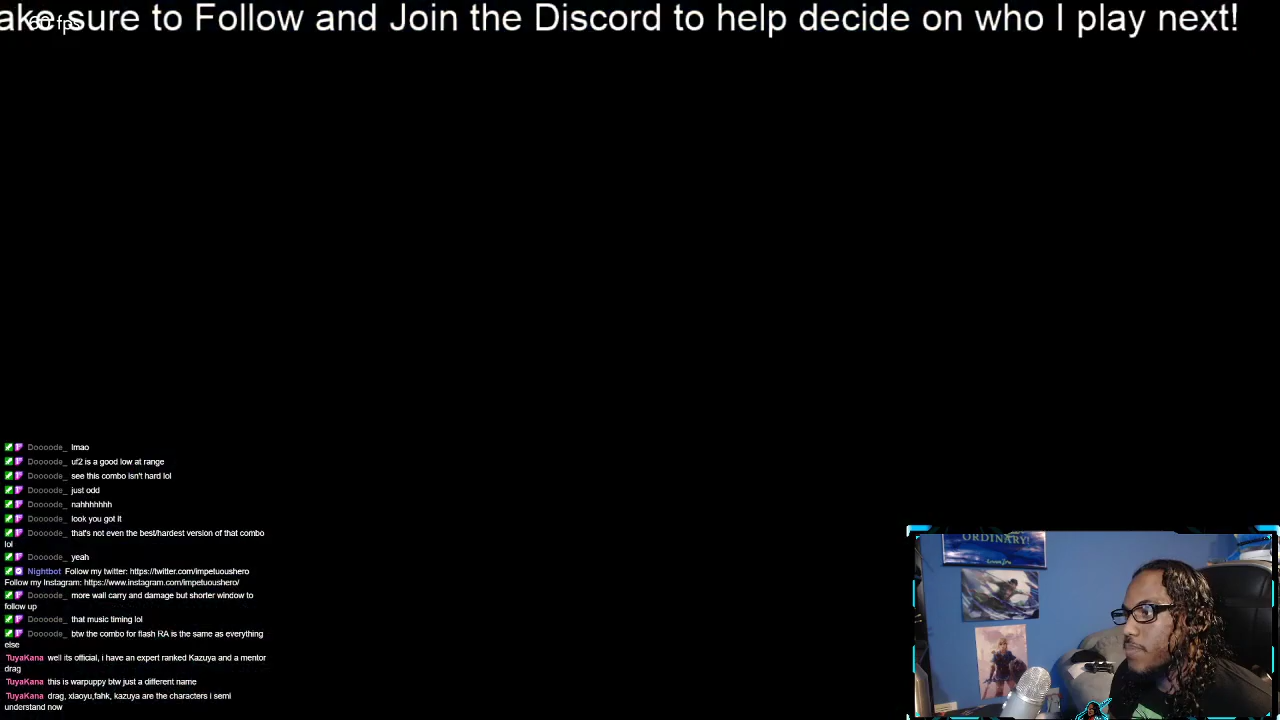 ake sure to Follow and Join the Discord to help decide on who I play next!
60 fps
Doooode_ lmao
Doooode_ uf2 is a good low at range
Doooode_ see this combo isn't hard lol
Doooode_ just odd
Doooode_ nahhhhhhh
Doooode_ look you got it
Doooode_ that's not even the best/hardest version of that combo
lol
Doooode_ yeah
Nightbot Follow my twitter: https://twitter.com/impetuoushero
Follow my Instagram: https://www.instagram.com/impetuoushero/
Doooode_ more wall carry and damage but shorter window to
follow up
Doooode_ that music timing lol
Doooode_ btw the combo for flash RA is the same as everything
else
TuyaKana well its official, i have an expert ranked Kazuya and a mentor
drag
TuyaKana this is warpuppy btw just a different name
TuyaKana drag, xiaoyu,fahk, kazuya are the characters i semi
understand now
ORDINARY!